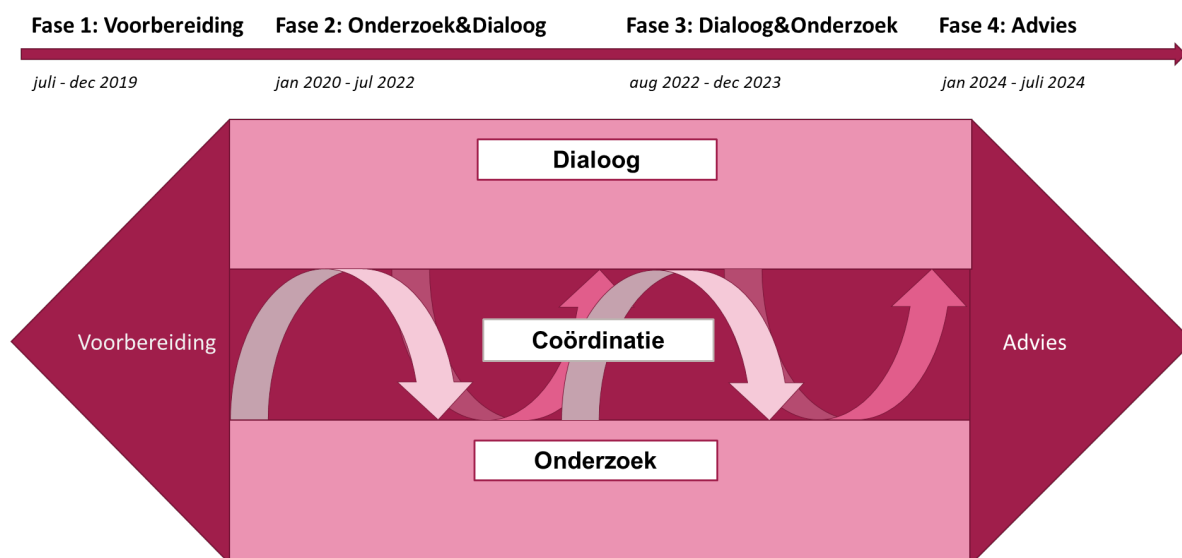 Fase 1: Voorbereiding
Fase 2: Onderzoek&Dialoog
Fase 3: Dialoog&Onderzoek
Fase 4: Advies
juli - dec 2019
jan 2020 - jul 2022
aug 2022 - dec 2023
jan 2024 - juli 2024
Dialoog
Voorbereiding
Coördinatie
Advies
Onderzoek